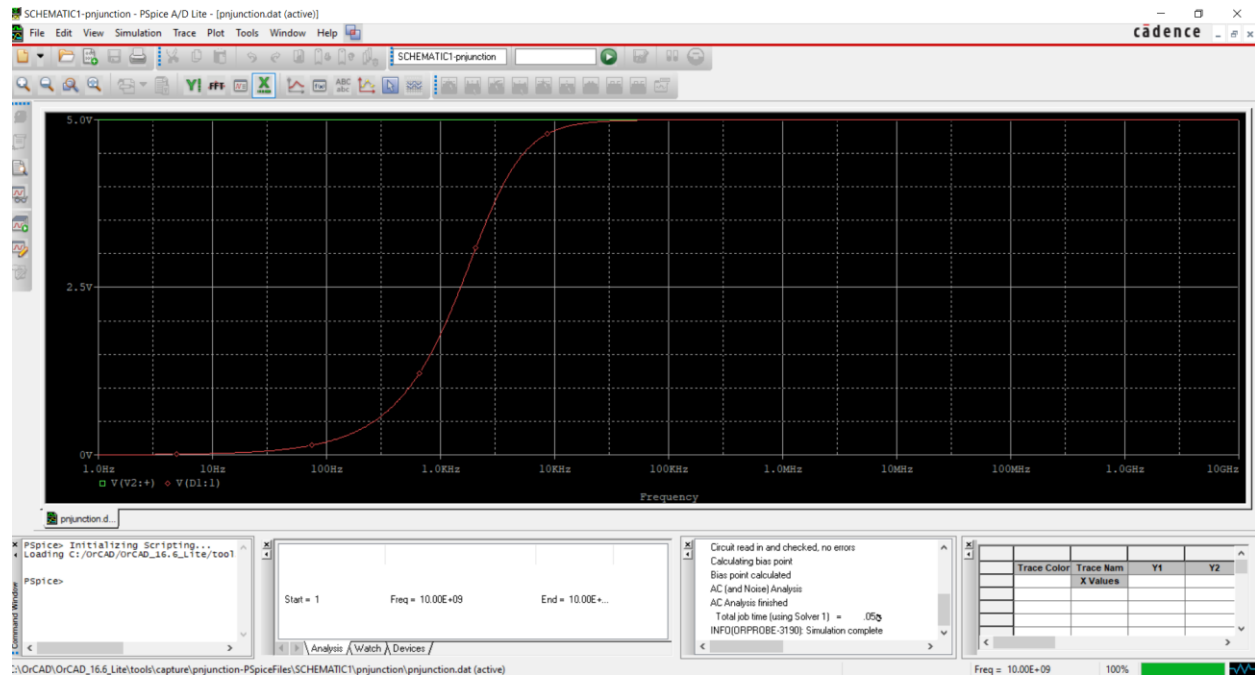 SCHEMATIC1-pnjunction - PSpice A/D Lite - [pnjunction.dat (active)]
File Edit View Simulation Trace Plot Tools Window Help
cādence
SCHEMATIC1-pnjunction
5.0V
2.5V
0V
1.0Hz 10Hz 100Hz 1.0KHz 10KHz 100KHz 1.0MHz 10MHz 100MHz 1.0GHz 10GHz
V(V2:+) V(D1:1)
Frequency
pnjunction.d...
Command Window
PSpice> Initializing Scripting...
Loading C:/OrCAD/OrCAD_16.6_Lite/tool
PSpice>
Start = 1 Freq = 10.00E+09 End = 10.00E+...
Analysis Watch Devices
Circuit read in and checked, no errors
Calculating bias point
Bias point calculated
AC (and Noise) Analysis
AC Analysis finished
Total job time (using Solver 1) = .05
INFO(ORPROBE-3190): Simulation complete
Trace Color Trace Nam Y1 Y2
X Values
C:\OrCAD\OrCAD_16.6_Lite\tools\capture\pnjunction-PSpiceFiles\SCHEMATIC1\pnjunction\pnjunction.dat (active)
Freq = 10.00E+09 100%